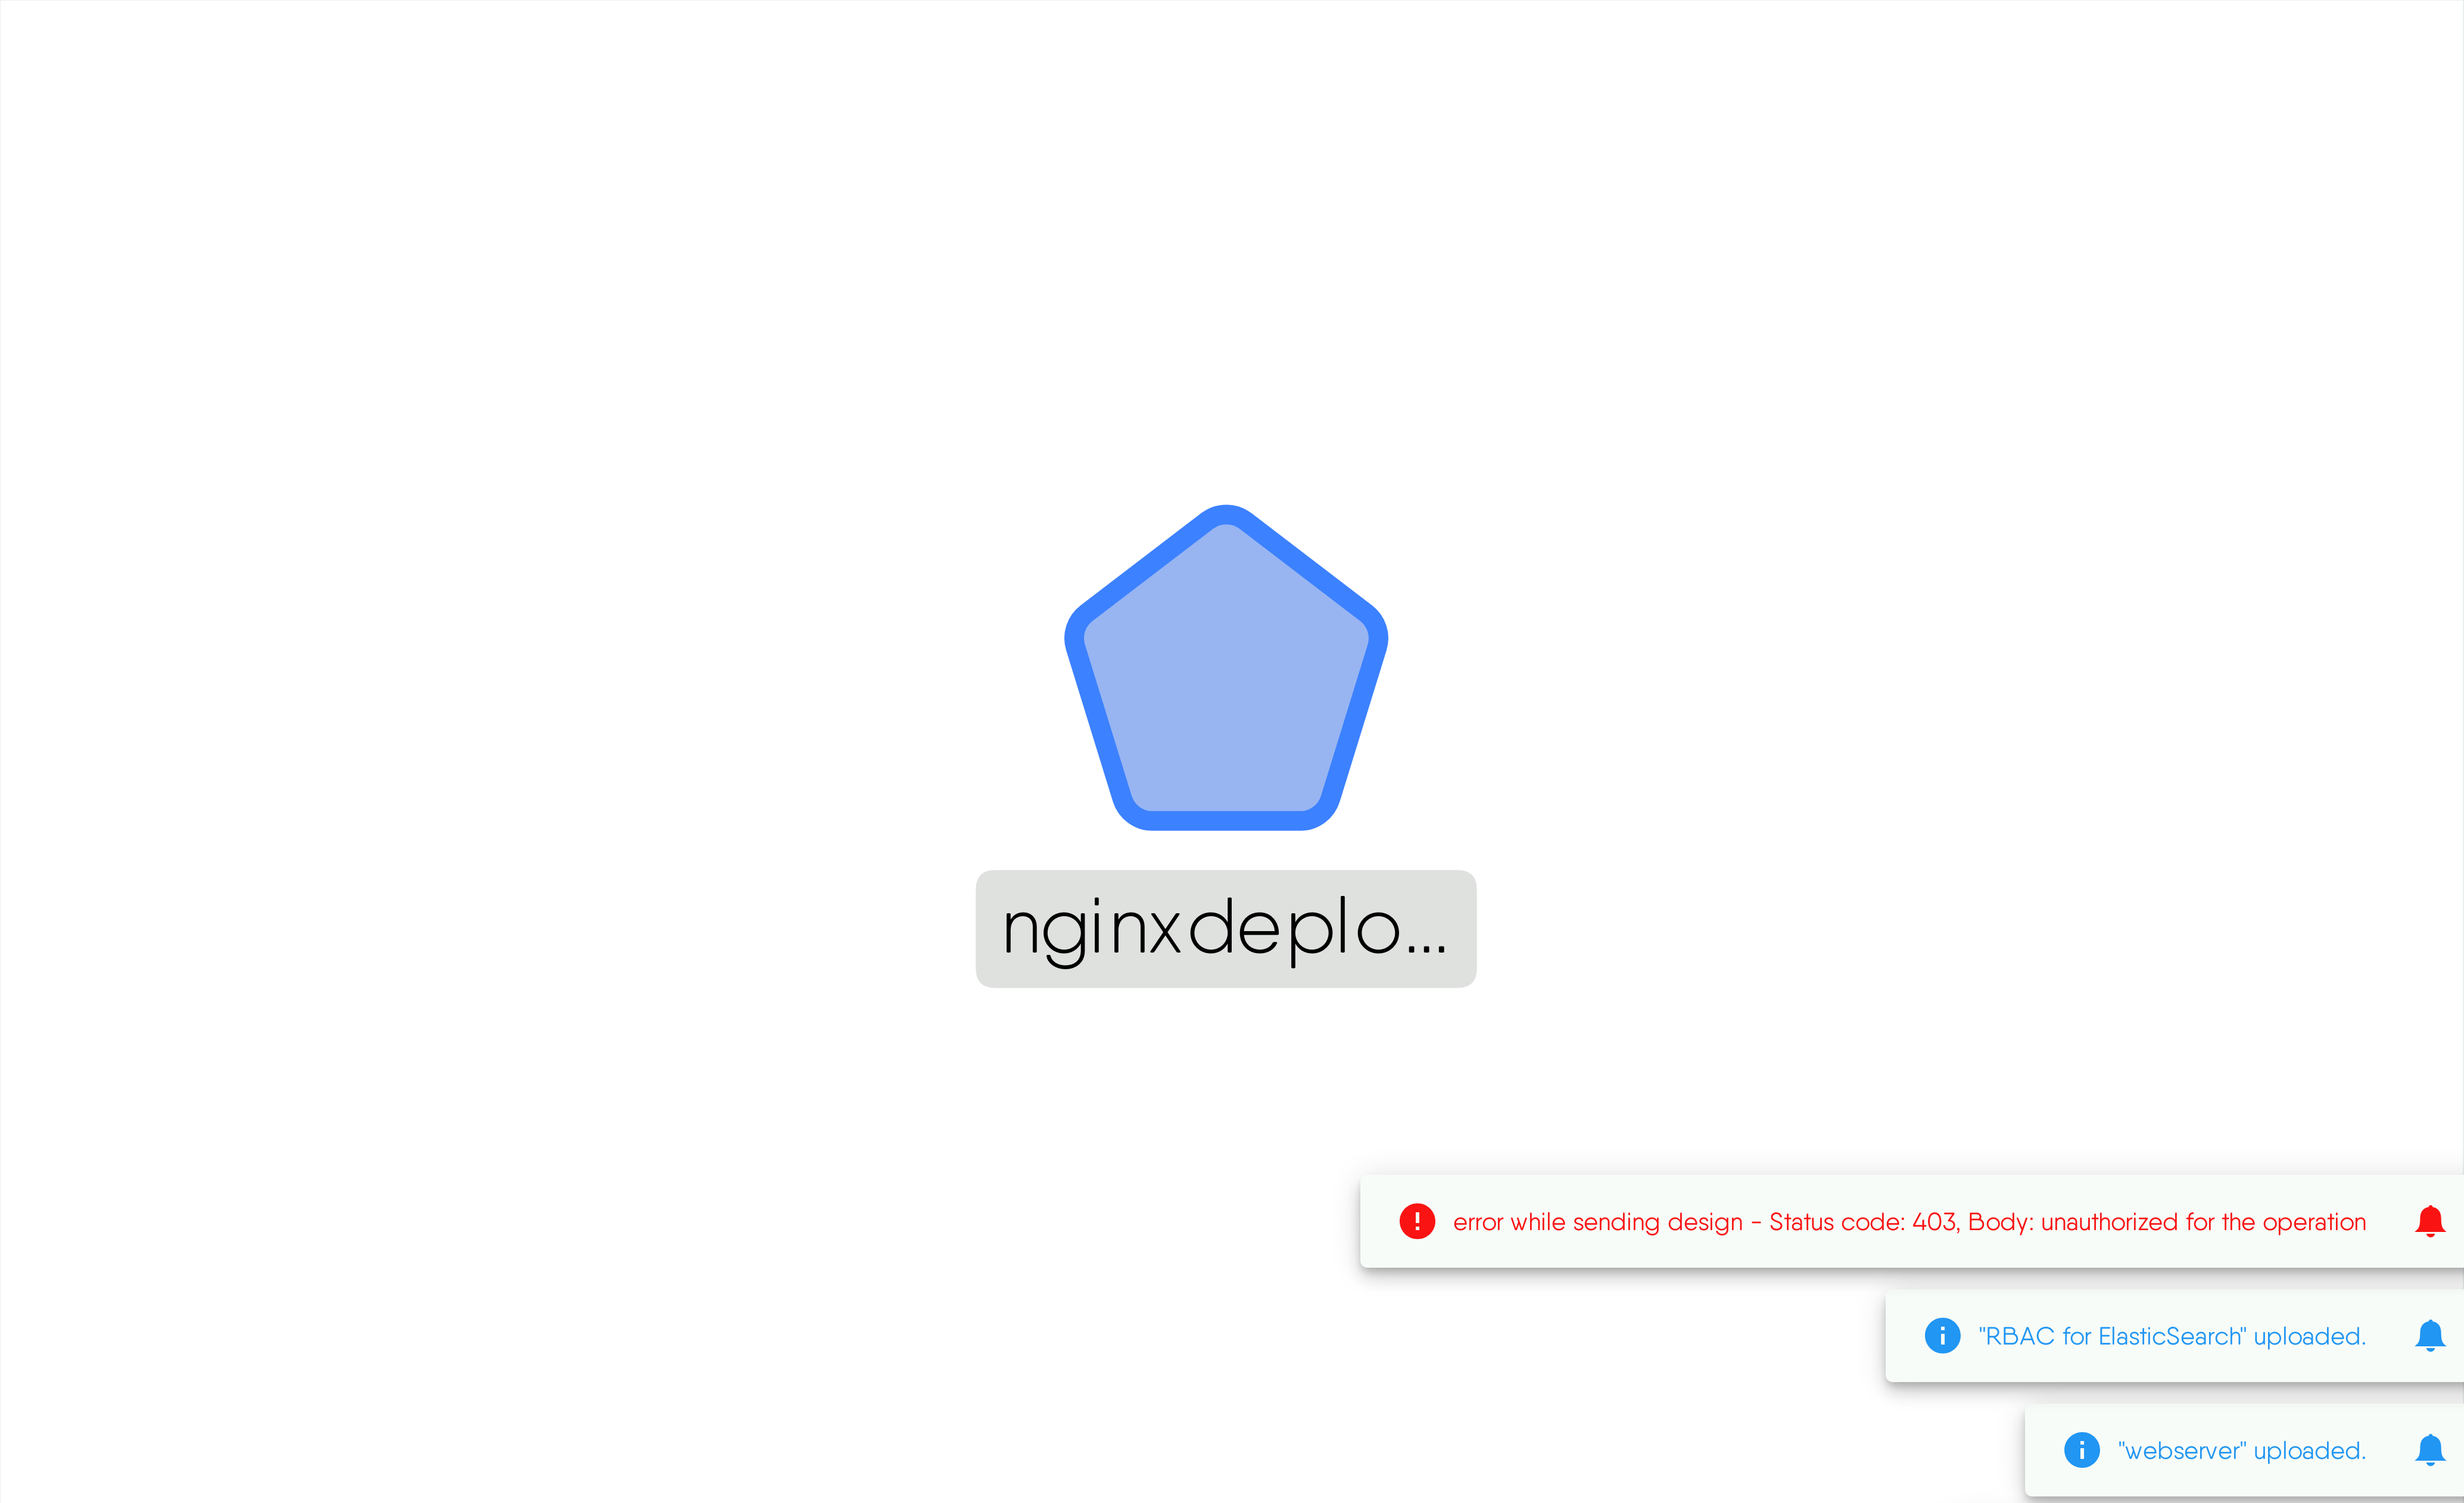 nginxdeplo...
error while sending design - Status code: 403, Body: unauthorized for the operation
"RBAC for ElasticSearch" uploaded.
"webserver" uploaded.